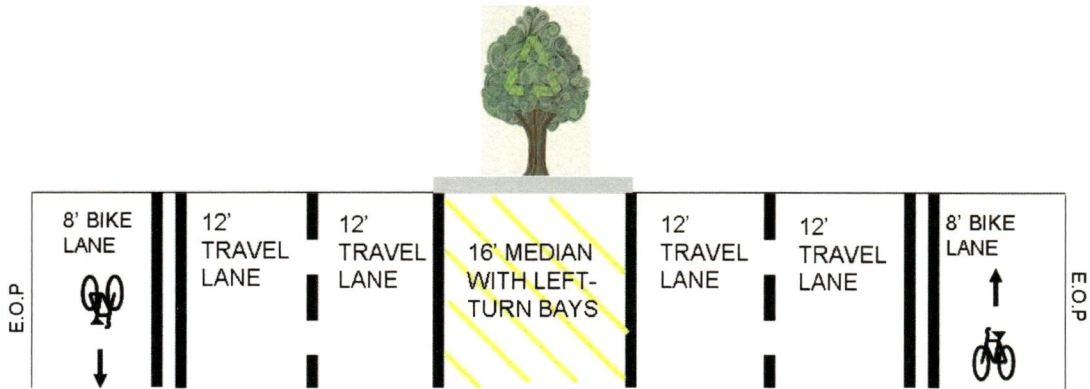 E.O.P
8' BIKE
LANE
12'
TRAVEL
LANE
12'
TRAVEL
LANE
16' MEDIAN
WITH LEFT-
TURN BAYS
12'
TRAVEL
LANE
12'
TRAVEL
LANE
8' BIKE
LANE
E.O.P